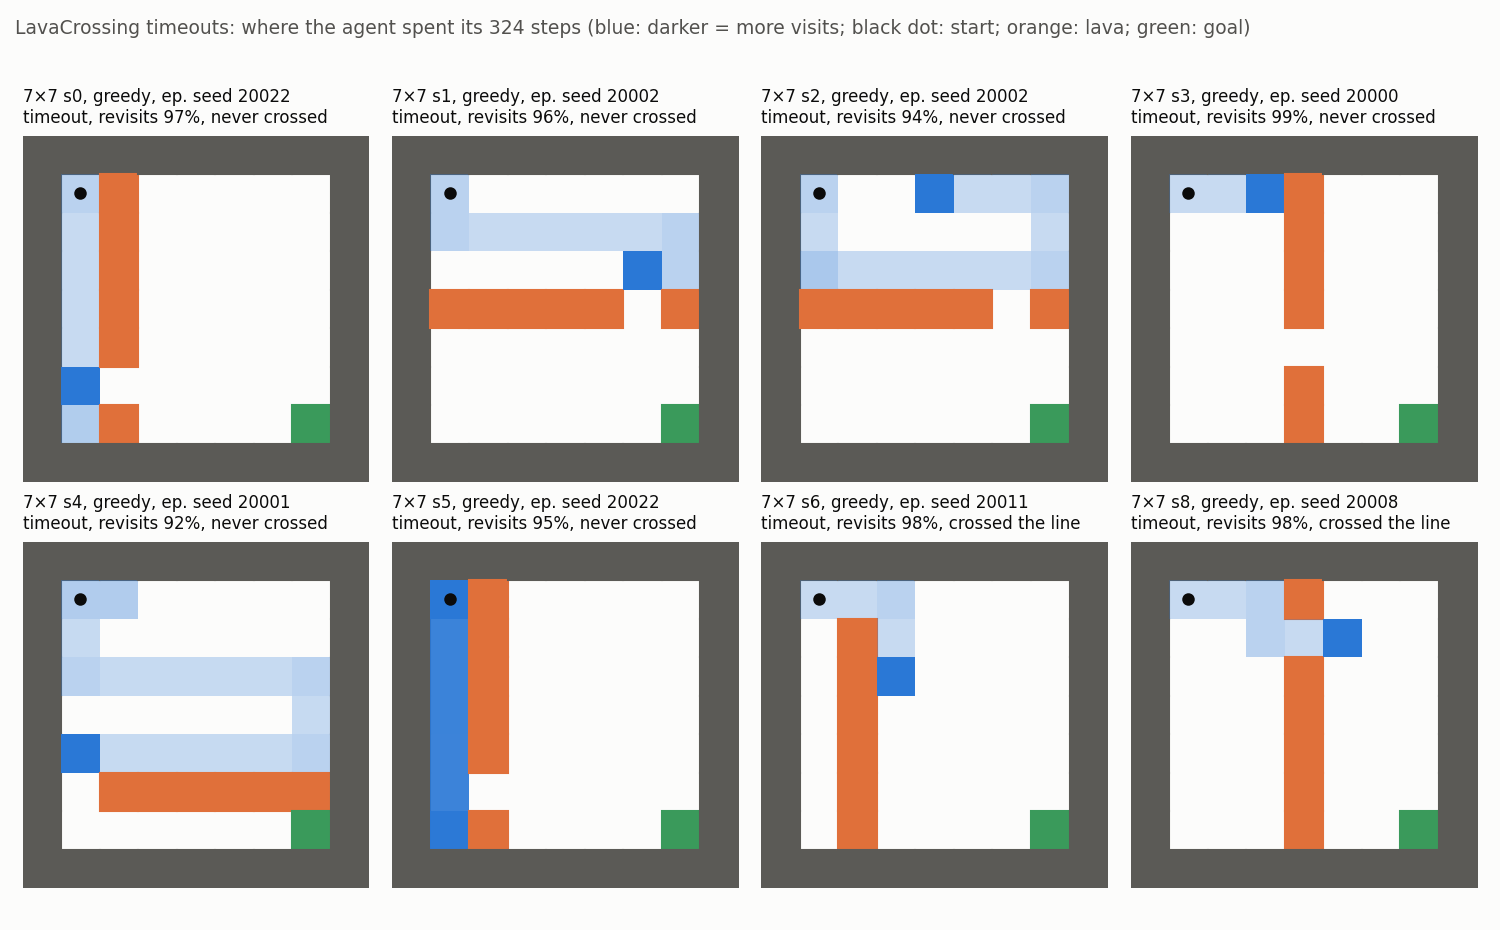 LavaCrossing timeouts: where the agent spent its 324 steps (blue: darker = more visits; black dot: start; orange: lava; green: goal)
7×7 s0, greedy, ep. seed 20022
timeout, revisits 97%, never crossed
7×7 s1, greedy, ep. seed 20002
timeout, revisits 96%, never crossed
7×7 s2, greedy, ep. seed 20002
timeout, revisits 94%, never crossed
7×7 s3, greedy, ep. seed 20000
timeout, revisits 99%, never crossed
7×7 s4, greedy, ep. seed 20001
timeout, revisits 92%, never crossed
7×7 s5, greedy, ep. seed 20022
timeout, revisits 95%, never crossed
7×7 s6, greedy, ep. seed 20011
timeout, revisits 98%, crossed the line
7×7 s8, greedy, ep. seed 20008
timeout, revisits 98%, crossed the line